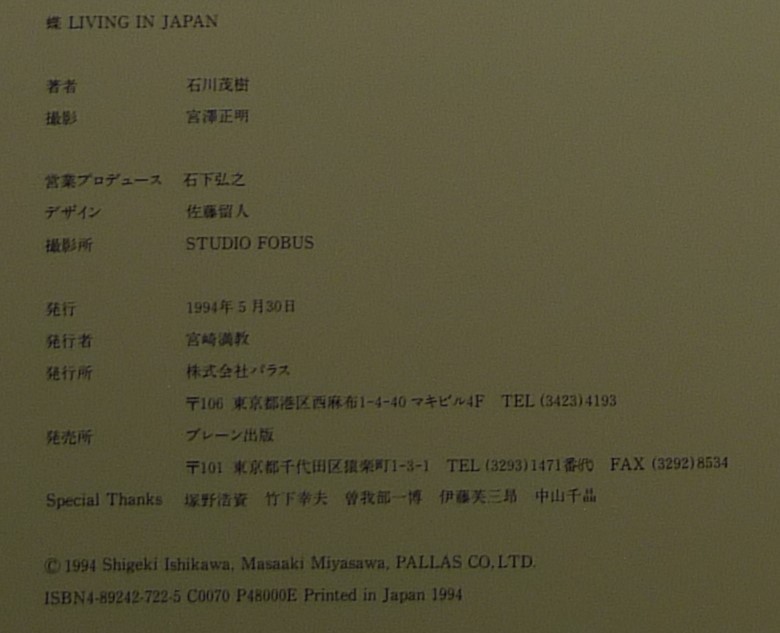 蝶 LIVING IN JAPAN
著者 石川茂樹
撮影 宮澤正明
営業プロデュース 石下弘之
デザイン 佐藤留人
撮影所 STUDIO FOBUS
発行 1994年5月30日
発行者 宮崎満教
発行所 株式会社パラス
〒106 東京都港区西麻布1-4-40 マキビル4F TEL (3423)4193
発売所 ブレーン出版
〒101 東京都千代田区猿楽町1-3-1 TEL (3293)1471番㈹ FAX (3292)8534
Special Thanks 塚野浩資 竹下幸夫 曽我部一博 伊藤芙三昴 中山千晶
© 1994 Shigeki Ishikawa, Masaaki Miyasawa, PALLAS CO,LTD.
ISBN4-89242-722-5 C0070 P48000E Printed in Japan 1994